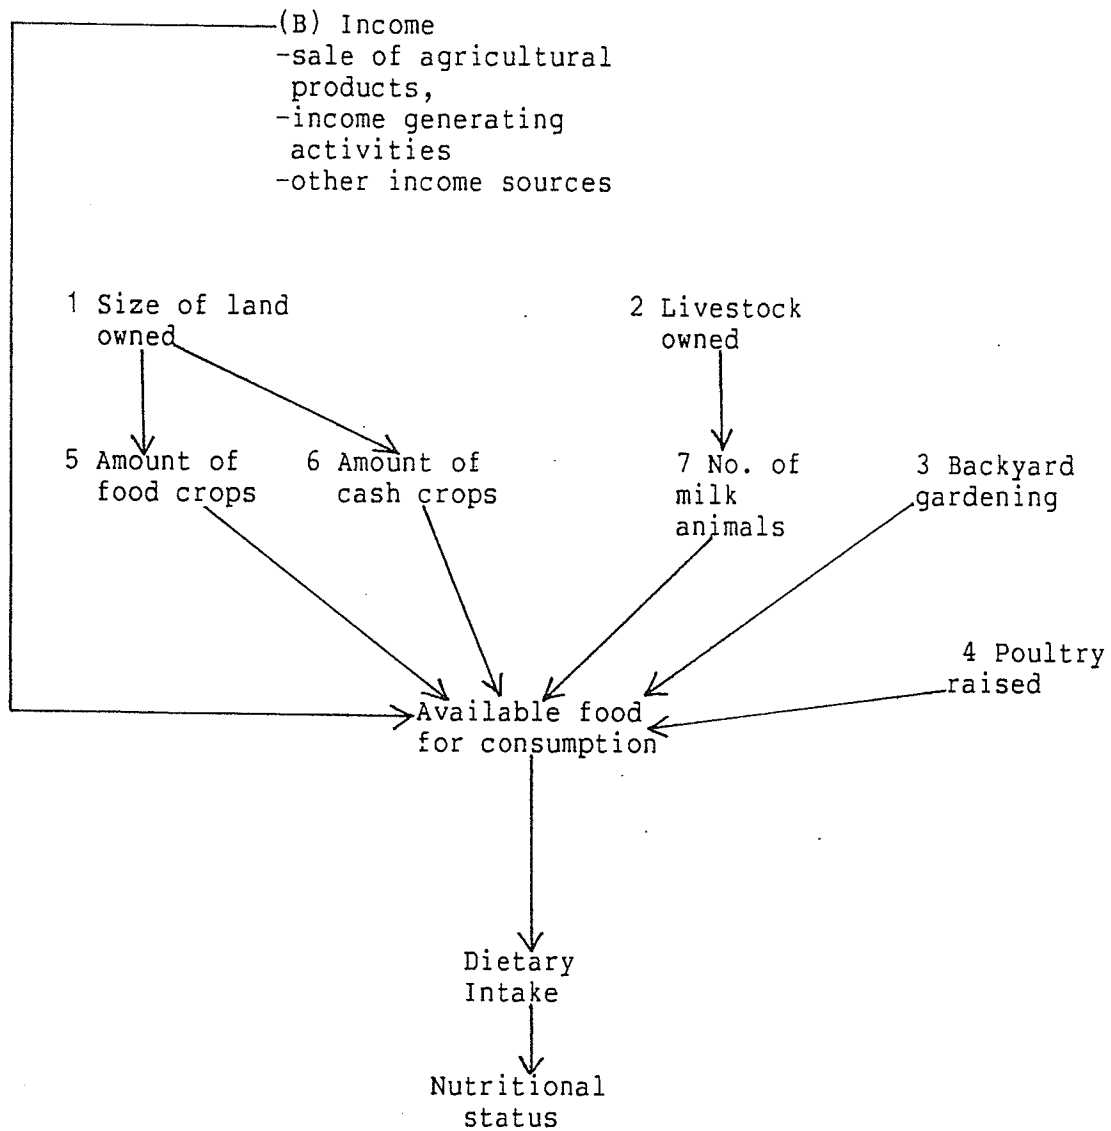 (B) Income
-sale of agricultural
products,
-income generating
activities
-other income sources
1 Size of land
owned
2 Livestock
owned
5 Amount of
food crops
6 Amount of
cash crops
7 No. of
milk
animals
3 Backyard
gardening
4 Poultry
raised
Available food
for consumption
Dietary
Intake
Nutritional
status